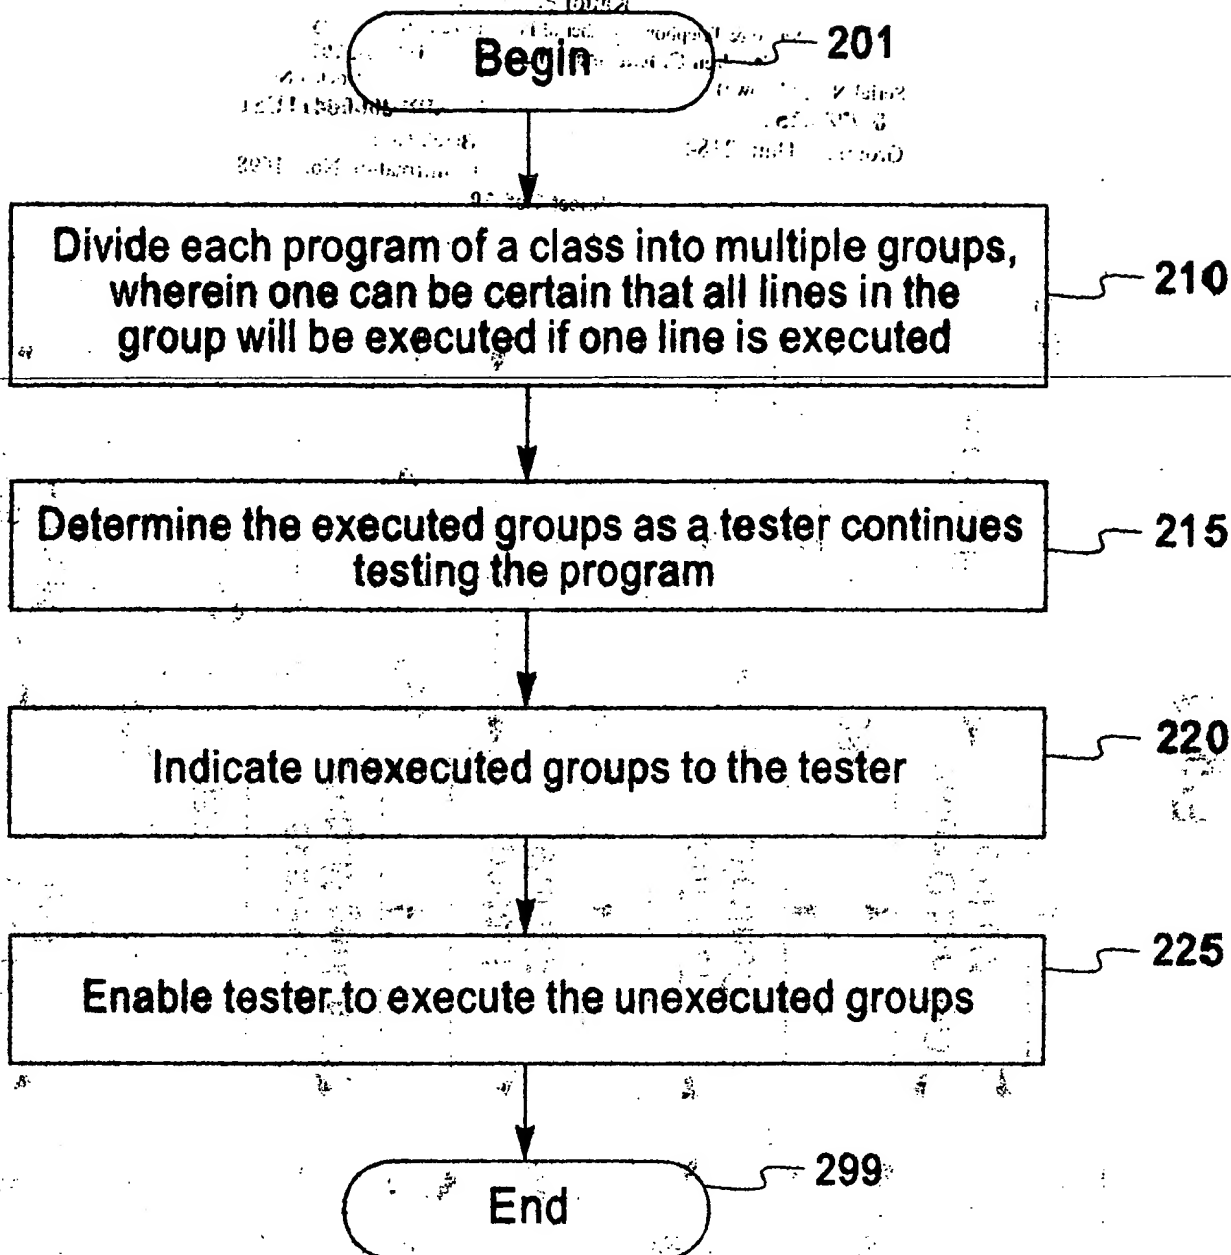 Begin
201
Divide each program of a class into multiple groups,
wherein one can be certain that all lines in the
group will be executed if one line is executed
210
Determine the executed groups as a tester continues
testing the program
215
Indicate unexecuted groups to the tester
220
Enable tester to execute the unexecuted groups
225
End
299